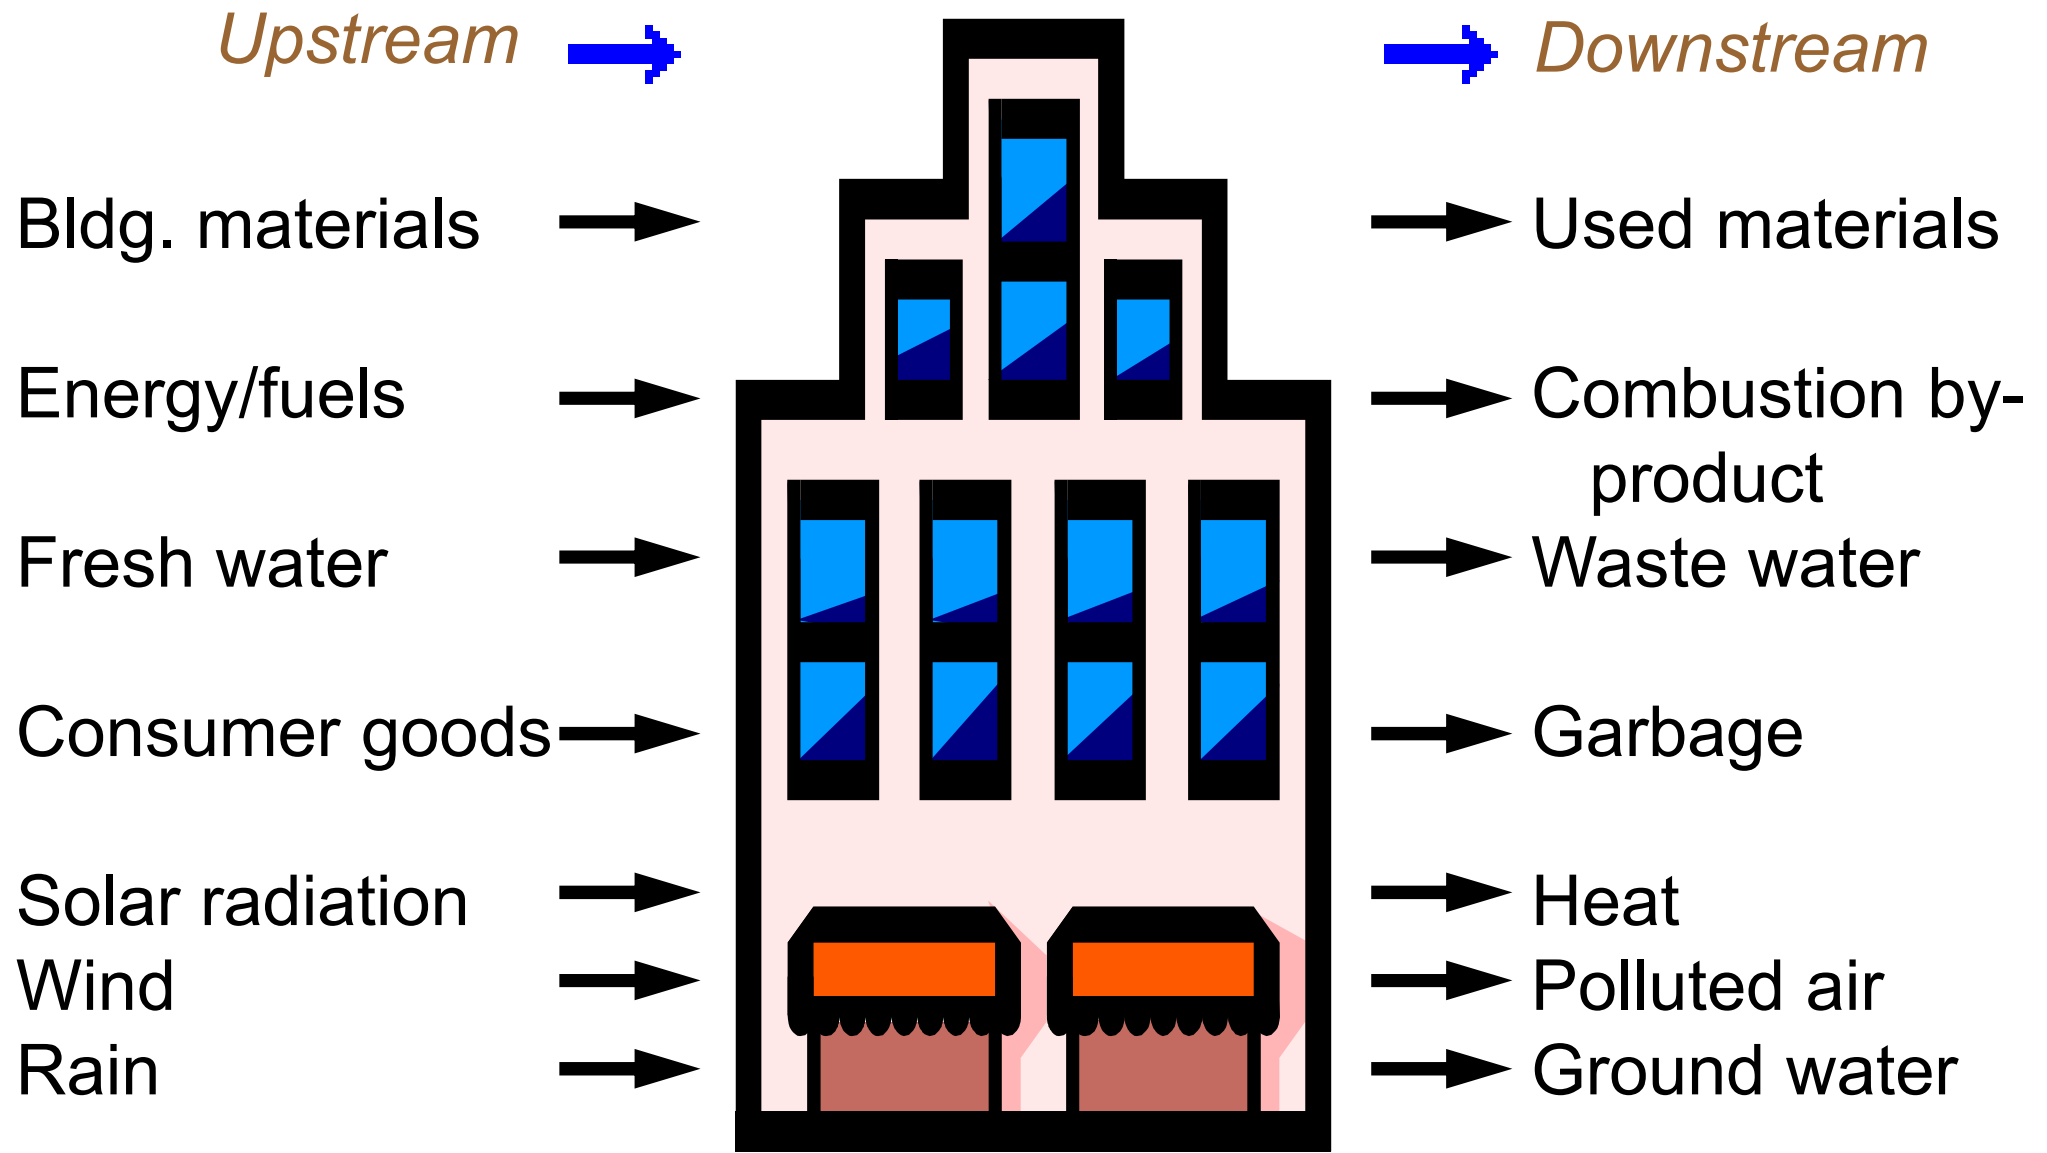 Upstream
Downstream
Bldg. materials
Used materials
Energy/fuels
Combustion by-
product
Fresh water
Waste water
Consumer goods
Garbage
Solar radiation
Heat
Wind
Polluted air
Rain
Ground water